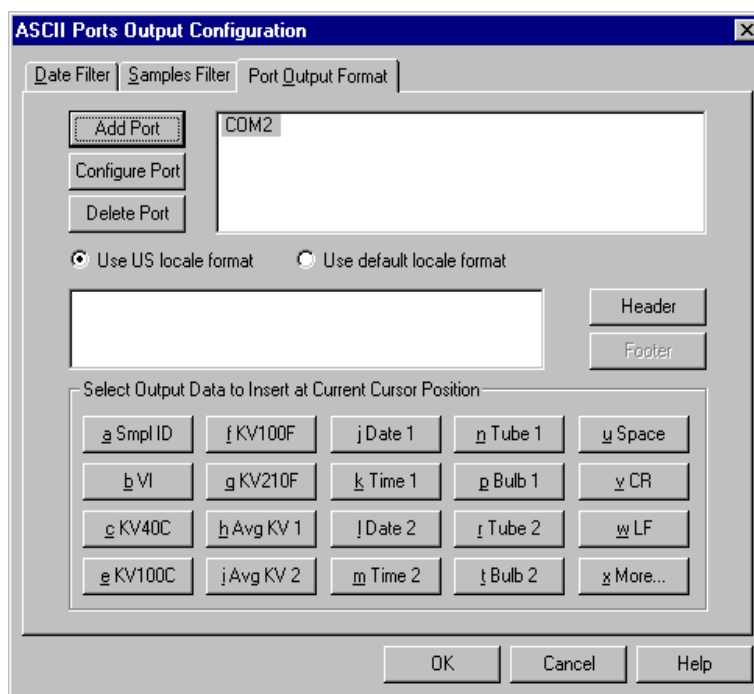 ASCII Ports Output Configuration
Date Filter Samples Filter Port Output Format
Add Port COM2
Configure Port
Delete Port
Use US locale format Use default locale format
Header
Footer
Select Output Data to Insert at Current Cursor Position
a Smpl ID f KV100F j Date 1 n Tube 1 u Space
b VI g KV210F k Time 1 p Bulb 1 v CR
c KV40C h Avg KV 1 l Date 2 r Tube 2 w LF
e KV100C i Avg KV 2 m Time 2 t Bulb 2 x More...
OK Cancel Help